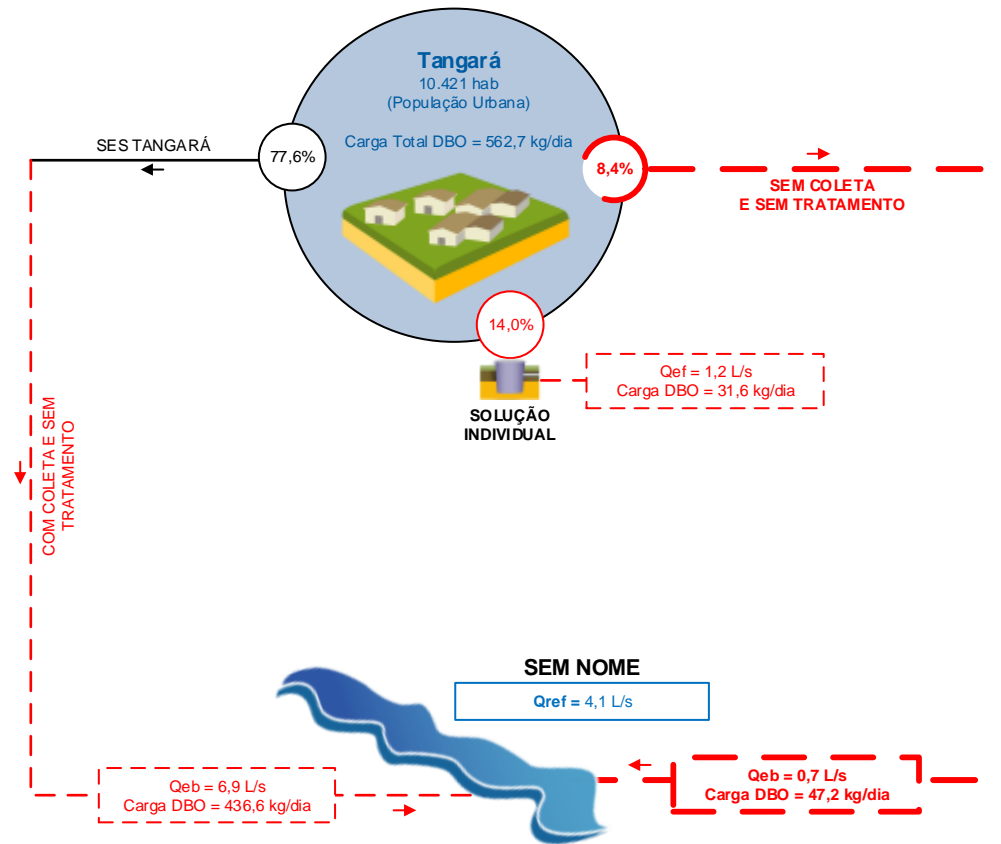 Tangará
10.421 hab
(População Urbana)
Carga Total DBO = 562,7 kg/dia
SES TANGARÁ
77,6%
8,4%
SEM COLETA
E SEM TRATAMENTO
14,0%
Qef = 1,2 L/s
Carga DBO = 31,6 kg/dia
SOLUÇÃO
INDIVIDUAL
COM COLETA E SEM
TRATAMENTO
SEM NOME
Qref = 4,1 L/s
Qeb = 6,9 L/s
Carga DBO = 436,6 kg/dia
Qeb = 0,7 L/s
Carga DBO = 47,2 kg/dia